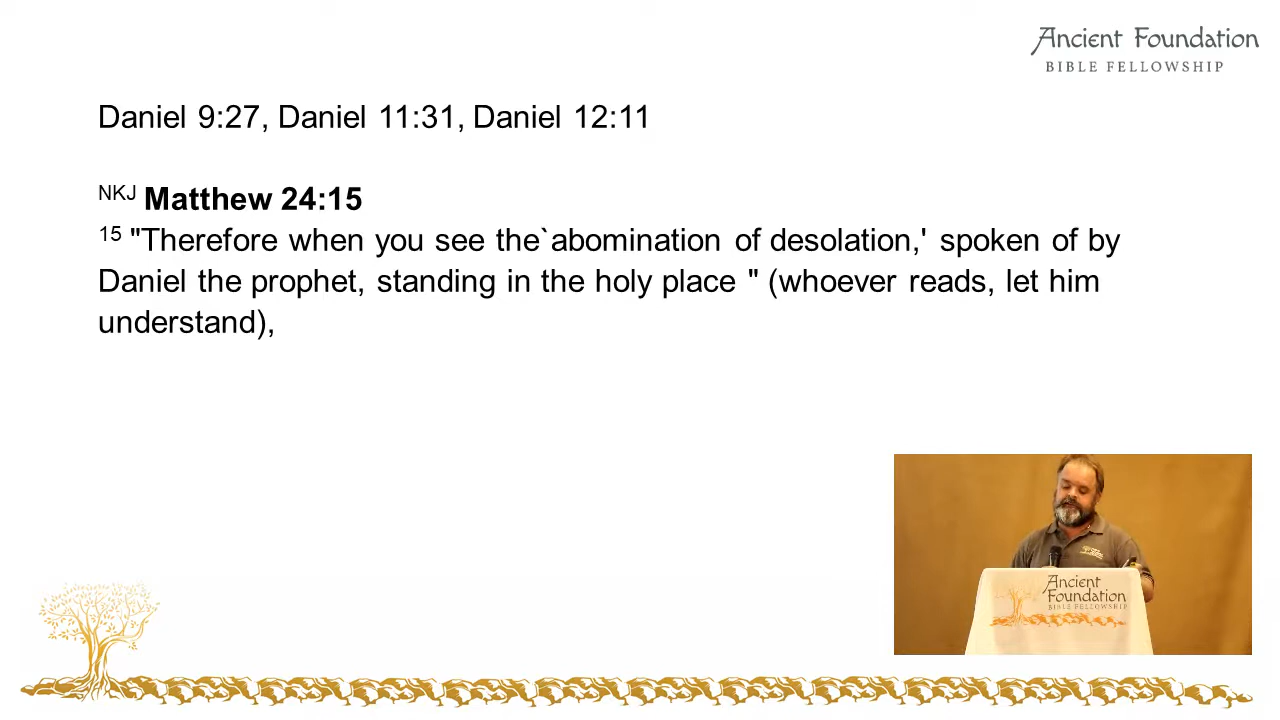 Ancient Foundation
BIBLE FELLOWSHIP
Daniel 9:27, Daniel 11:31, Daniel 12:11
NKJ Matthew 24:15
15 "Therefore when you see the`abomination of desolation,' spoken of by
Daniel the prophet, standing in the holy place " (whoever reads, let him
understand),
Ancient
Foundation
BIBLE FELLOWSHIP